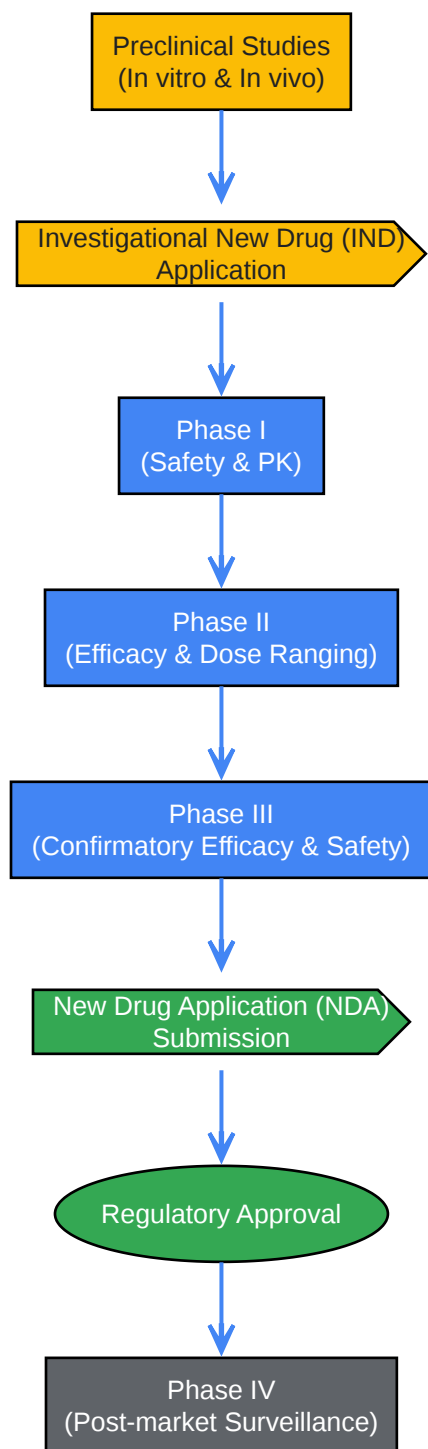 Preclinical Studies
(In vitro & In vivo)
Investigational New Drug (IND)
Application
Phase I
(Safety & PK)
Phase II
(Efficacy & Dose Ranging)
Phase III
(Confirmatory Efficacy & Safety)
New Drug Application (NDA)
Submission
Regulatory Approval
Phase IV
(Post-market Surveillance)